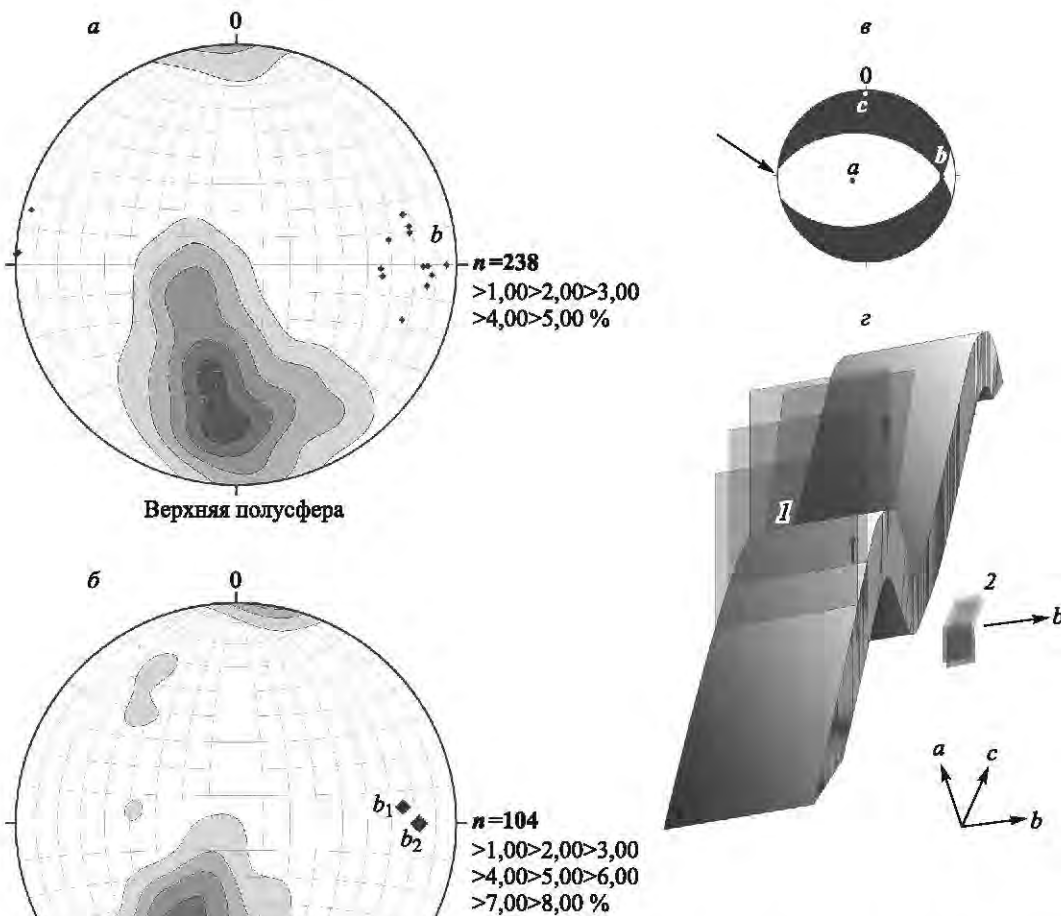 а
0
b
n=238
>1,00>2,00>3,00
>4,00>5,00 %
Верхняя полусфера
б
0
b1
b2
n=104
>1,00>2,00>3,00
>4,00>5,00>6,00
>7,00>8,00 %
в
0
c
b
a
г
1
2
b
a
c
b